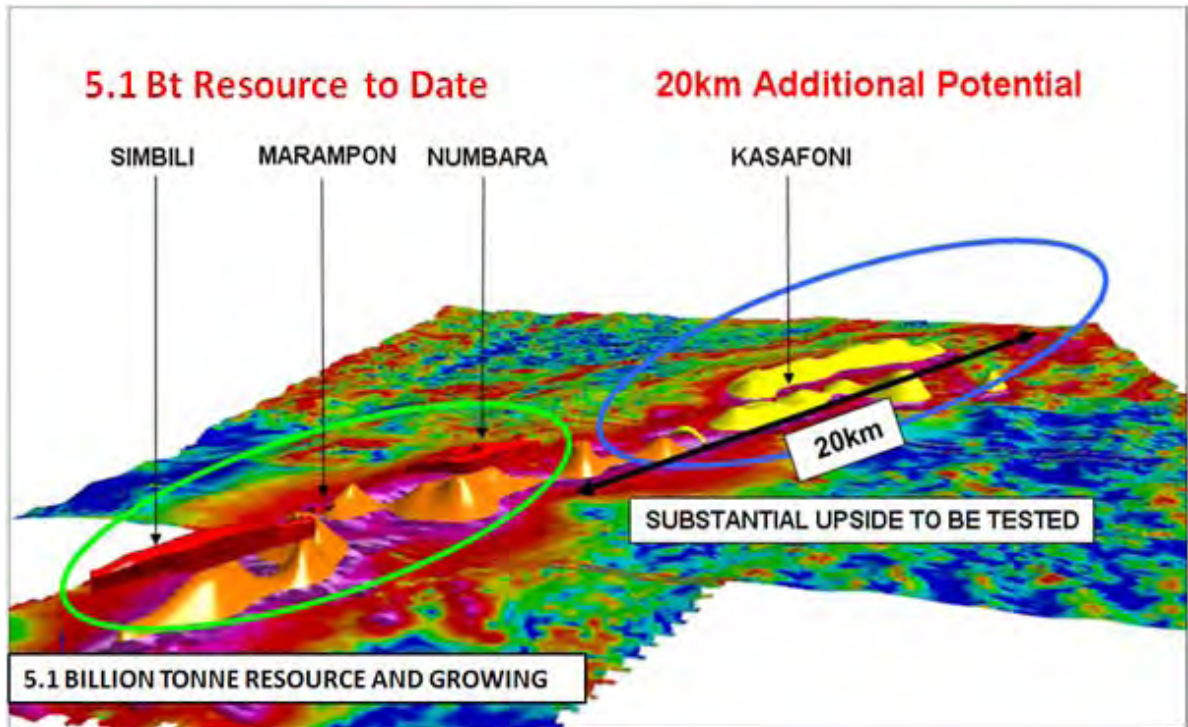 5.1 Bt Resource to Date
20km Additional Potential
SIMBILI
MARAMPON
NUMBARA
KASAFONI
20km
SUBSTANTIAL UPSIDE TO BE TESTED
5.1 BILLION TONNE RESOURCE AND GROWING